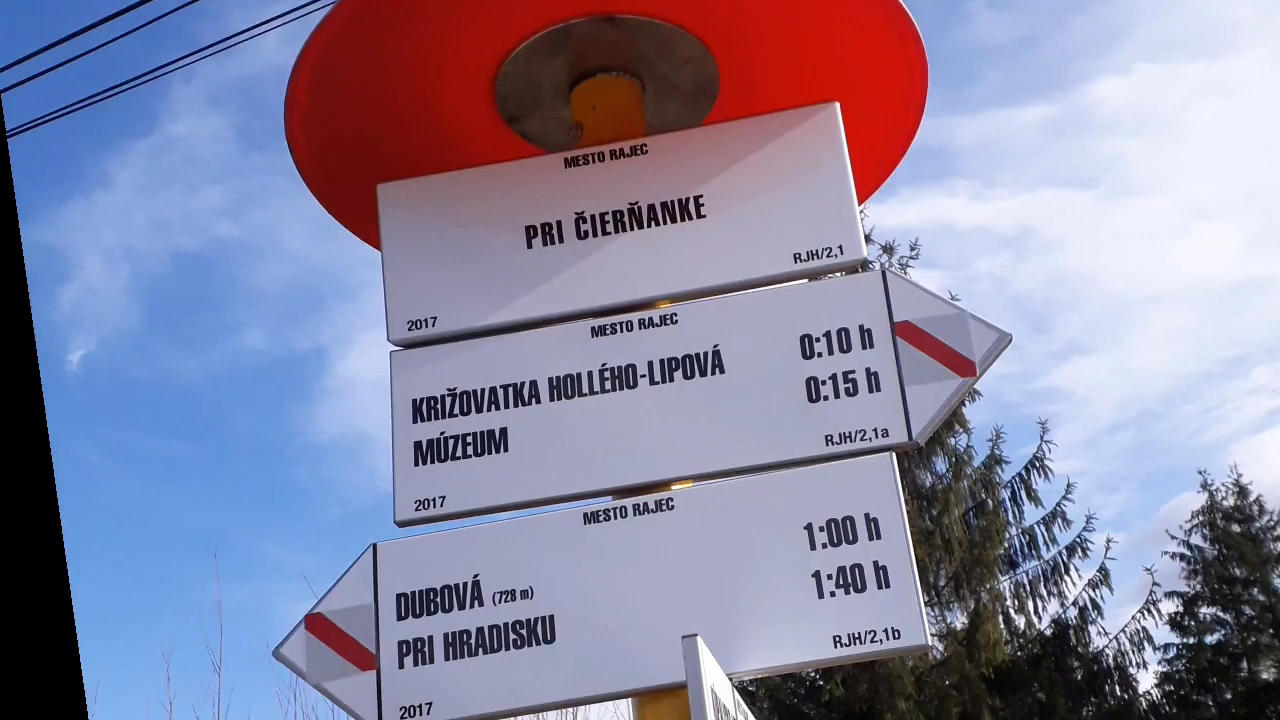 MESTO RAJEC
PRI ČIERŇANKE
RJH/2,1
2017
MESTO RAJEC
KRIŽOVATKA HOLLÉHO-LIPOVÁ 0:10 h
MÚZEUM 0:15 h
RJH/2,1a
2017
MESTO RAJEC
DUBOVÁ (728 m) 1:00 h
PRI HRADISKU 1:40 h
RJH/2,1b
2017